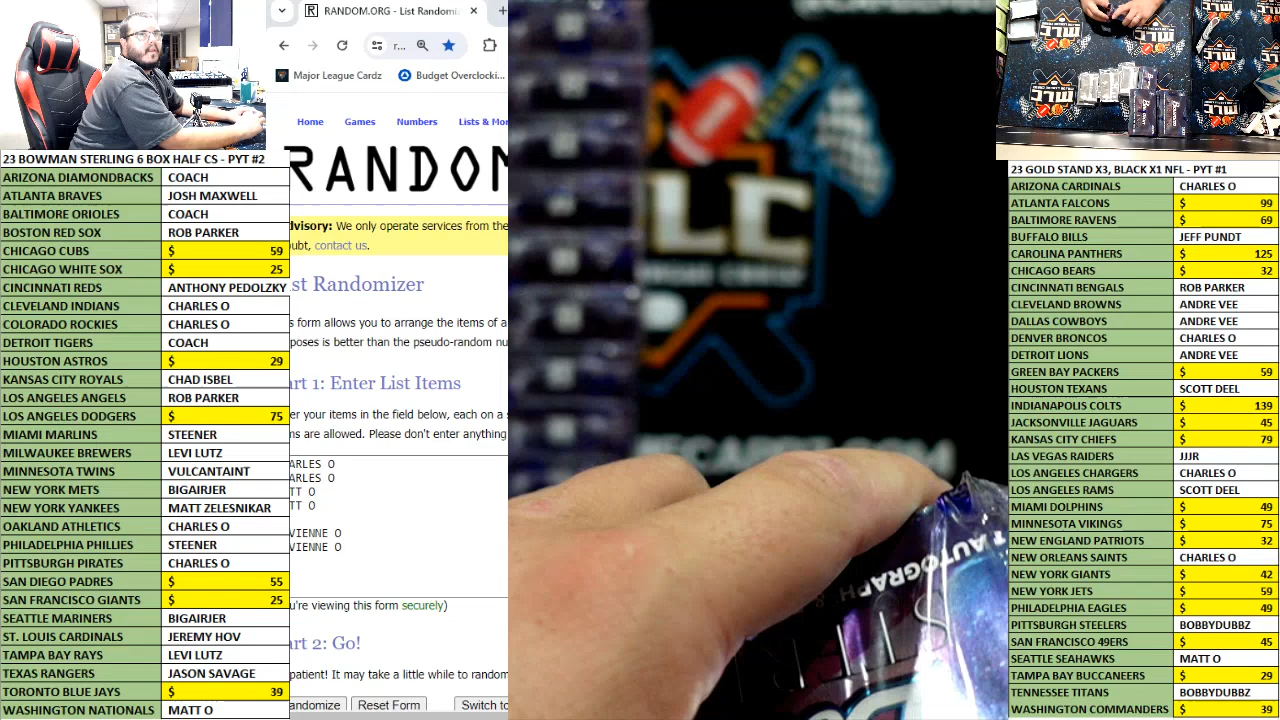 RANDOM.ORG - List Randomiz
Major League Cardz
Budget Overclocki...
Home
Games
Numbers
Lists & Mor
RANDOM
dvisory: We only operate services from the
oubt, contact us.
st Randomizer
s form allows you to arrange the items of a
poses is better than the pseudo-random nu
art 1: Enter List Items
er your items in the field below, each on a s
ms are allowed. Please don't enter anything
ARLES O
ARLES O
TT O
TT O
VIENNE O
VIENNE O
u're viewing this form securely)
art 2: Go!
patient! It may take a little while to random
andomize
Reset Form
Switch to
23 BOWMAN STERLING 6 BOX HALF CS - PYT #2
ARIZONA DIAMONDBACKS COACH
ATLANTA BRAVES JOSH MAXWELL
BALTIMORE ORIOLES COACH
BOSTON RED SOX ROB PARKER
CHICAGO CUBS $ 59
CHICAGO WHITE SOX $ 25
CINCINNATI REDS ANTHONY PEDOLZKY
CLEVELAND INDIANS CHARLES O
COLORADO ROCKIES CHARLES O
DETROIT TIGERS COACH
HOUSTON ASTROS $ 29
KANSAS CITY ROYALS CHAD ISBEL
LOS ANGELES ANGELS ROB PARKER
LOS ANGELES DODGERS $ 75
MIAMI MARLINS STEENER
MILWAUKEE BREWERS LEVI LUTZ
MINNESOTA TWINS VULCANTAINT
NEW YORK METS BIGAIRJER
NEW YORK YANKEES MATT ZELESNIKAR
OAKLAND ATHLETICS CHARLES O
PHILADELPHIA PHILLIES STEENER
PITTSBURGH PIRATES CHARLES O
SAN DIEGO PADRES $ 55
SAN FRANCISCO GIANTS $ 25
SEATTLE MARINERS BIGAIRJER
ST. LOUIS CARDINALS JEREMY HOV
TAMPA BAY RAYS LEVI LUTZ
TEXAS RANGERS JASON SAVAGE
TORONTO BLUE JAYS $ 39
WASHINGTON NATIONALS MATT O
MLC
AUTOGRAPH
23 GOLD STAND X3, BLACK X1 NFL - PYT #1
ARIZONA CARDINALS CHARLES O
ATLANTA FALCONS $ 99
BALTIMORE RAVENS $ 69
BUFFALO BILLS JEFF PUNDT
CAROLINA PANTHERS $ 125
CHICAGO BEARS $ 32
CINCINNATI BENGALS ROB PARKER
CLEVELAND BROWNS ANDRE VEE
DALLAS COWBOYS ANDRE VEE
DENVER BRONCOS CHARLES O
DETROIT LIONS ANDRE VEE
GREEN BAY PACKERS $ 59
HOUSTON TEXANS SCOTT DEEL
INDIANAPOLIS COLTS $ 139
JACKSONVILLE JAGUARS $ 45
KANSAS CITY CHIEFS $ 79
LAS VEGAS RAIDERS JJJR
LOS ANGELES CHARGERS CHARLES O
LOS ANGELES RAMS SCOTT DEEL
MIAMI DOLPHINS $ 49
MINNESOTA VIKINGS $ 75
NEW ENGLAND PATRIOTS $ 32
NEW ORLEANS SAINTS CHARLES O
NEW YORK GIANTS $ 42
NEW YORK JETS $ 59
PHILADELPHIA EAGLES $ 49
PITTSBURGH STEELERS BOBBYDUBBZ
SAN FRANCISCO 49ERS $ 45
SEATTLE SEAHAWKS MATT O
TAMPA BAY BUCCANEERS $ 29
TENNESSEE TITANS BOBBYDUBBZ
WASHINGTON COMMANDERS $ 39